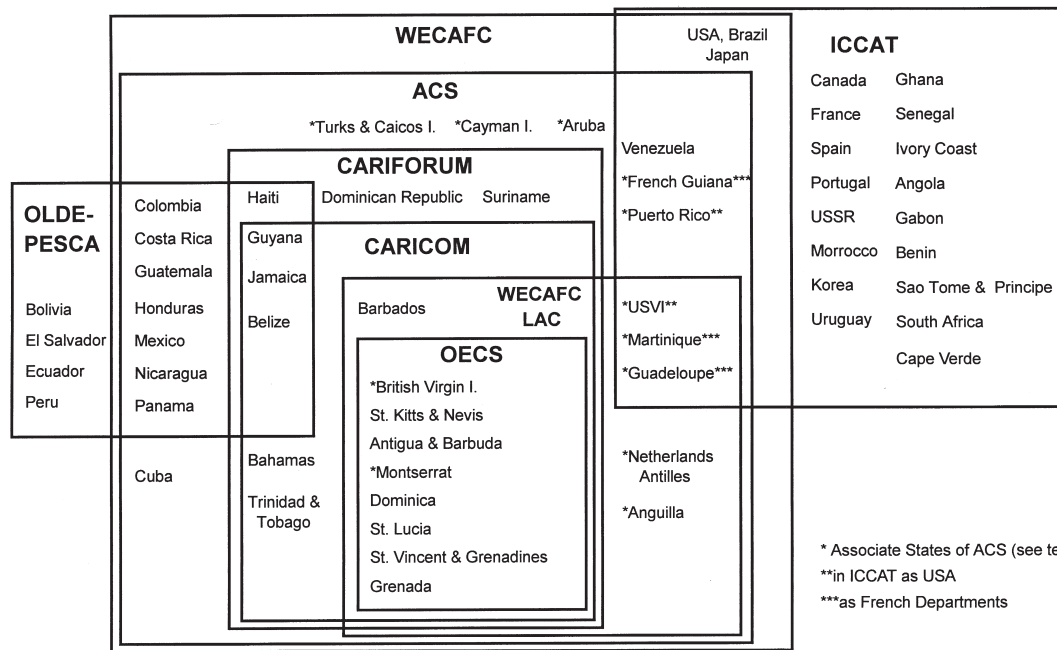 WECAFC
USA, Brazil
Japan
ICCAT
ACS
*Turks & Caicos I.
*Cayman I.
*Aruba
CARIFORUM
Haiti
Dominican Republic
Suriname
OLDE-
PESCA
Bolivia
El Salvador
Ecuador
Peru
Colombia
Costa Rica
Guatemala
Honduras
Mexico
Nicaragua
Panama
Cuba
CARICOM
Guyana
Jamaica
Belize
Bahamas
Trinidad &
Tobago
Barbados
WECAFC
LAC
OECS
*British Virgin I.
St. Kitts & Nevis
Antigua & Barbuda
*Montserrat
Dominica
St. Lucia
St. Vincent & Grenadines
Grenada
Venezuela
*French Guiana***
*Puerto Rico**
*USVI**
*Martinique***
*Guadeloupe***
*Netherlands
Antilles
*Anguilla
Canada
France
Spain
Portugal
USSR
Morrocco
Korea
Uruguay
Ghana
Senegal
Ivory Coast
Angola
Gabon
Benin
Sao Tome & Principe
South Africa
Cape Verde
* Associate States of ACS (see
**in ICCAT as USA
***as French Departments